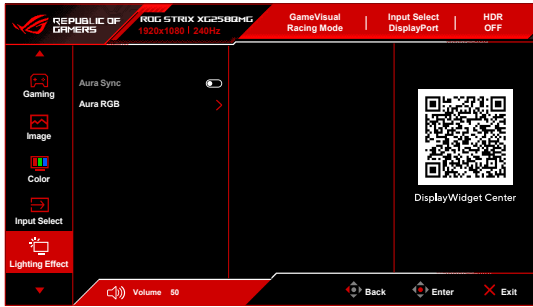 REPUBLIC OF
GAMERS
ROG STRIX XG258QMG
1920x1080 | 240Hz
GameVisual
Racing Mode
Input Select
DisplayPort
HDR
OFF
Gaming
Image
Color
Input Select
Lighting Effect
Aura Sync
Aura RGB
DisplayWidget Center
Volume 50
Back
Enter
Exit